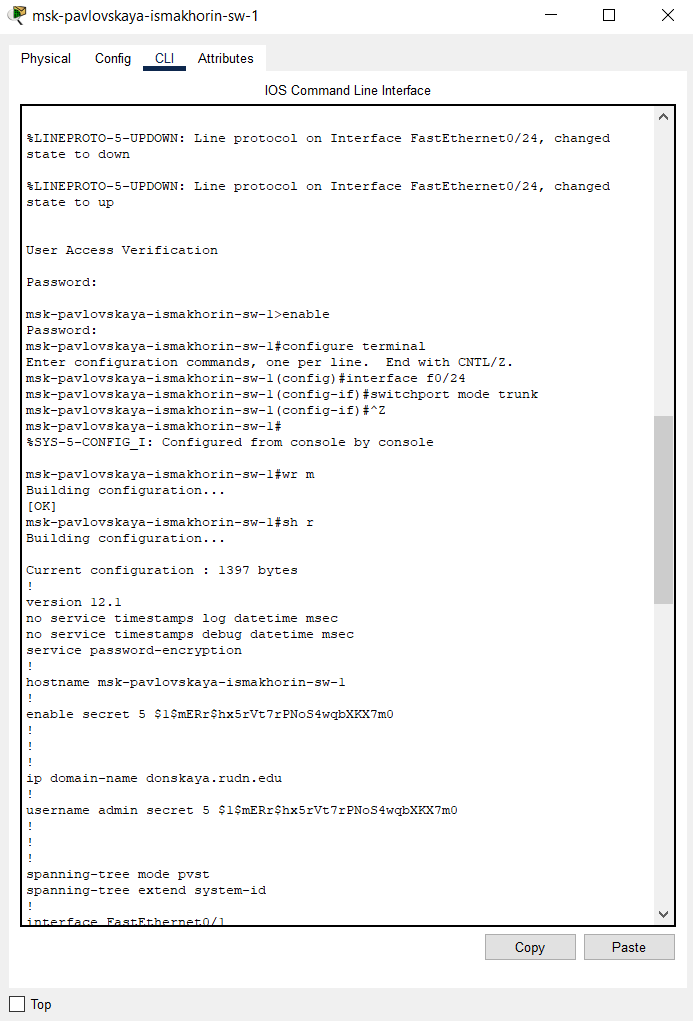 msk-pavlovskaya-ismakhorin-sw-1
Physical Config CLI Attributes
IOS Command Line Interface
%LINEPROTO-5-UPDOWN: Line protocol on Interface FastEthernet0/24, changed
state to down
%LINEPROTO-5-UPDOWN: Line protocol on Interface FastEthernet0/24, changed
state to up
User Access Verification
Password:
msk-pavlovskaya-ismakhorin-sw-1>enable
Password:
msk-pavlovskaya-ismakhorin-sw-1#configure terminal
Enter configuration commands, one per line.  End with CNTL/Z.
msk-pavlovskaya-ismakhorin-sw-1(config)#interface f0/24
msk-pavlovskaya-ismakhorin-sw-1(config-if)#switchport mode trunk
msk-pavlovskaya-ismakhorin-sw-1(config-if)#^Z
msk-pavlovskaya-ismakhorin-sw-1#
%SYS-5-CONFIG_I: Configured from console by console
msk-pavlovskaya-ismakhorin-sw-1#wr m
Building configuration...
[OK]
msk-pavlovskaya-ismakhorin-sw-1#sh r
Building configuration...
Current configuration : 1397 bytes
!
version 12.1
no service timestamps log datetime msec
no service timestamps debug datetime msec
service password-encryption
!
hostname msk-pavlovskaya-ismakhorin-sw-1
!
enable secret 5 $1$mERr$hx5rVt7rPNoS4wqbXKX7m0
!
!
!
ip domain-name donskaya.rudn.edu
!
username admin secret 5 $1$mERr$hx5rVt7rPNoS4wqbXKX7m0
!
!
!
spanning-tree mode pvst
spanning-tree extend system-id
!
interface FastEthernet0/1
Copy Paste
Top